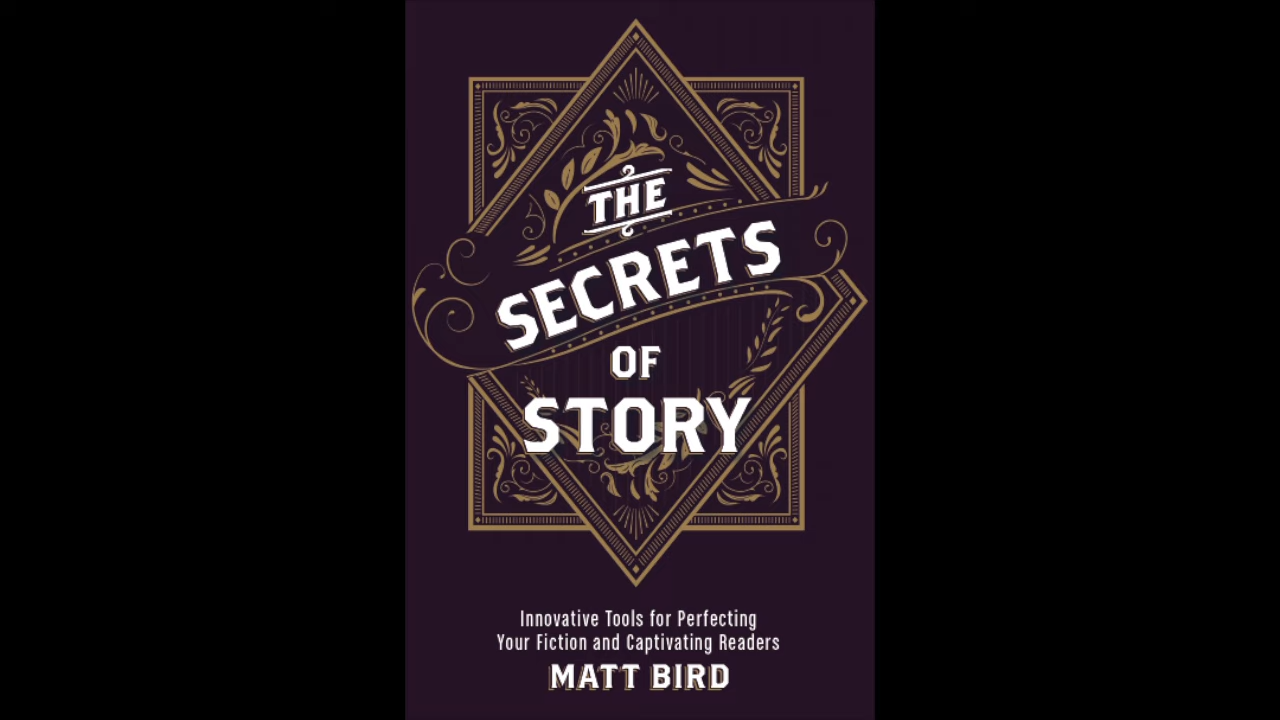 THE
SECRETS
OF
STORY
Innovative Tools for Perfecting
Your Fiction and Captivating Readers
MATT BIRD